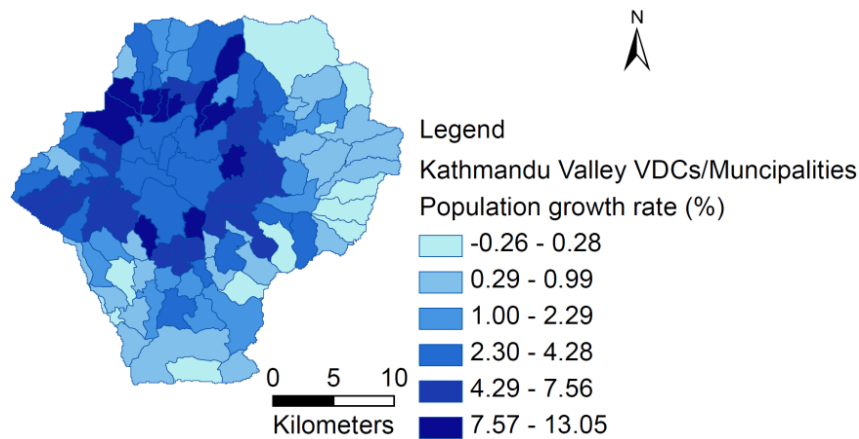 N
Legend
Kathmandu Valley VDCs/Muncipalities
Population growth rate (%)
-0.26 - 0.28
0.29 - 0.99
1.00 - 2.29
2.30 - 4.28
4.29 - 7.56
7.57 - 13.05
0 5 10
Kilometers